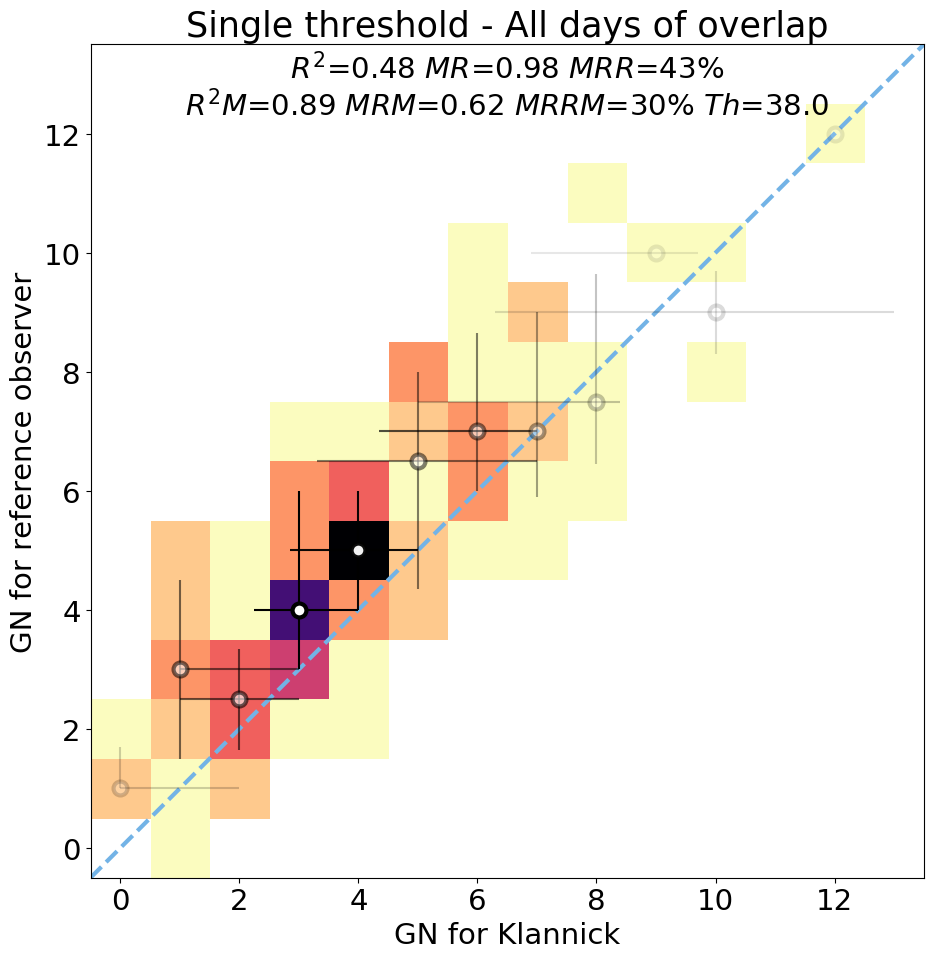 Single threshold - All days of overlap
R²=0.48 MR=0.98 MRR=43%
R²M=0.89 MRM=0.62 MRRM=30% Th=38.0
GN for reference observer
12
10
8
6
4
2
0
0 2 4 6 8 10 12
GN for Klannick